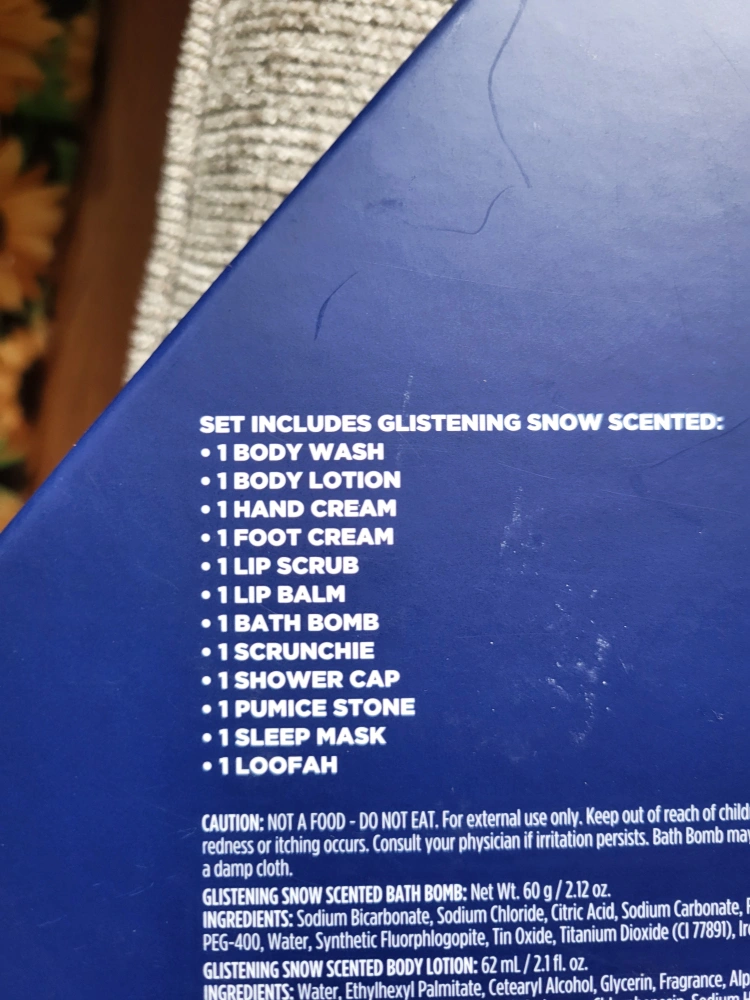 SET INCLUDES GLISTENING SNOW SCENTED:
• 1 BODY WASH
• 1 BODY LOTION
• 1 HAND CREAM
• 1 FOOT CREAM
• 1 LIP SCRUB
• 1 LIP BALM
• 1 BATH BOMB
• 1 SCRUNCHIE
• 1 SHOWER CAP
• 1 PUMICE STONE
• 1 SLEEP MASK
• 1 LOOFAH
CAUTION: NOT A FOOD - DO NOT EAT. For external use only. Keep out of reach of
redness or itching occurs. Consult your physician if irritation persists. Bath Bomb may
a damp cloth.
GLISTENING SNOW SCENTED BATH BOMB: Net Wt. 60 g / 2.12 oz.
INGREDIENTS: Sodium Bicarbonate, Sodium Chloride, Citric Acid, Sodium Carbonate,
PEG-400, Water, Synthetic Fluorphlogopite, Tin Oxide, Titanium Dioxide (CI 77891),
GLISTENING SNOW SCENTED BODY LOTION: 62 mL / 2.1 fl. oz.
INGREDIENTS: Water, Ethylhexyl Palmitate, Cetearyl Alcohol, Glycerin, Fragrance,